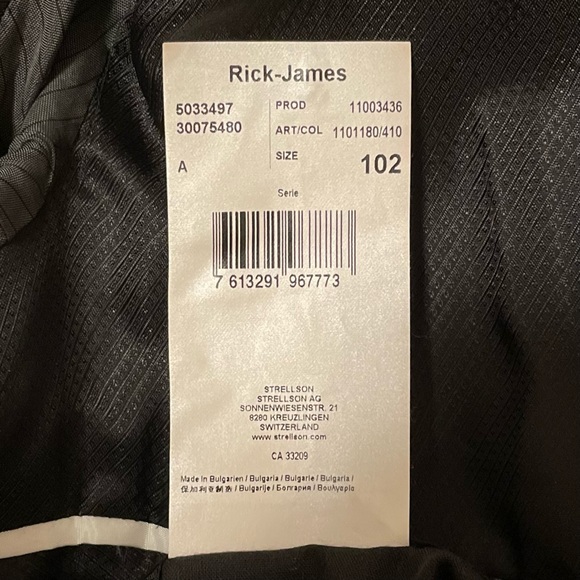 Rick-James
5033497
30075480
A
PROD 11003436
ART/COL 1101180/410
SIZE 102
Serie
7 613291 967773
STRELLSON
STRELLSON AG
SONNENWIESENSTR. 21
8280 KREUZLINGEN
SWITZERLAND
www.strellson.com
CA 33209
Made in Bulgarien / Bulgaria / Bulgarie / Bulgaria /
保加利亚制造 / Bulgarije / Болгария / Βουλγαρία